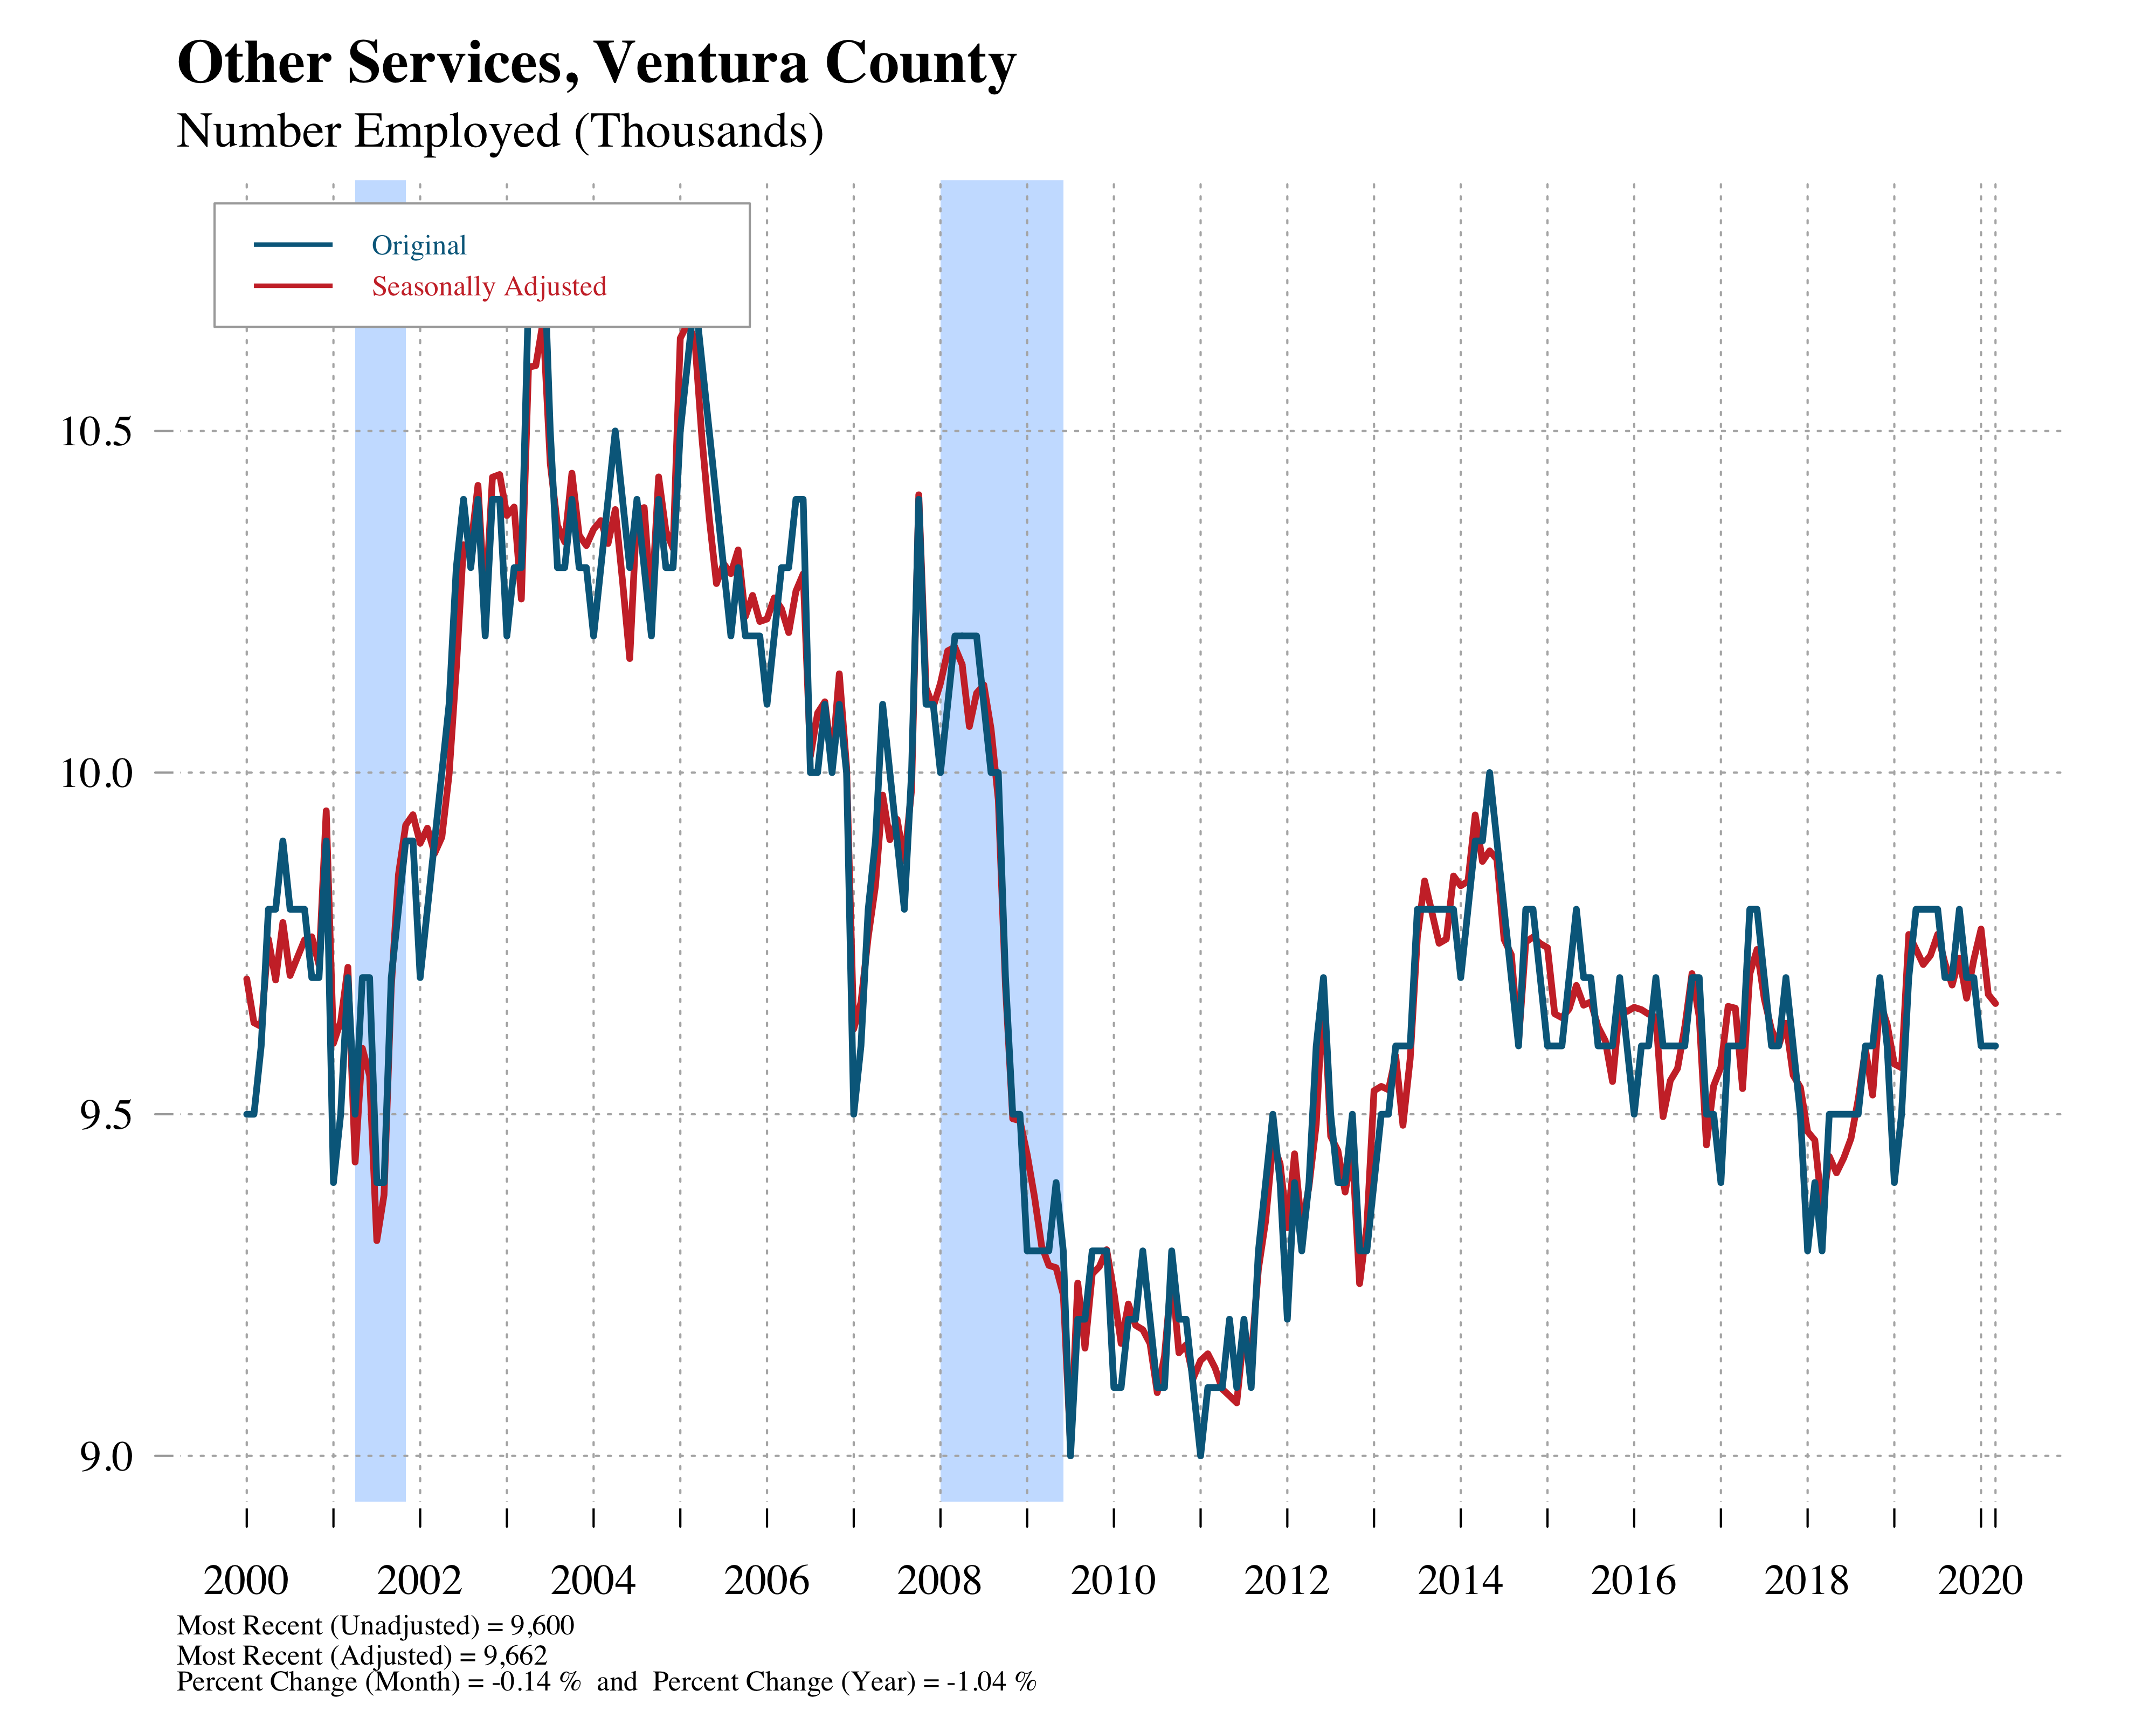 Other Services, Ventura County
Number Employed (Thousands)
Original
Seasonally Adjusted
10.5
10.0
9.5
9.0
2000 2002 2004 2006 2008 2010 2012 2014 2016 2018 2020
Most Recent (Unadjusted) = 9,600
Most Recent (Adjusted) = 9,662
Percent Change (Month) = -0.14 % and Percent Change (Year) = -1.04 %